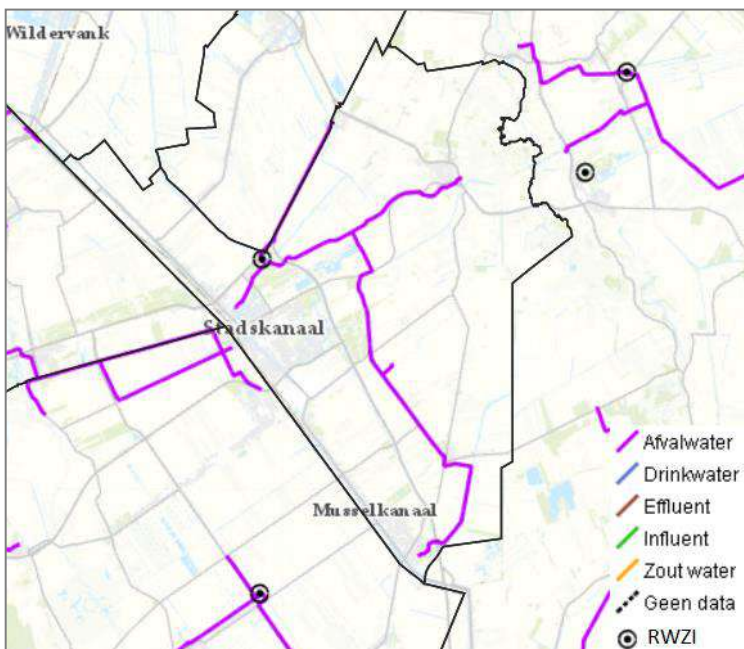 Wildervank
Stadskanaal
Musselkanaal
Afvalwater
Drinkwater
Effluent
Influent
Zout water
Geen data
RWZI